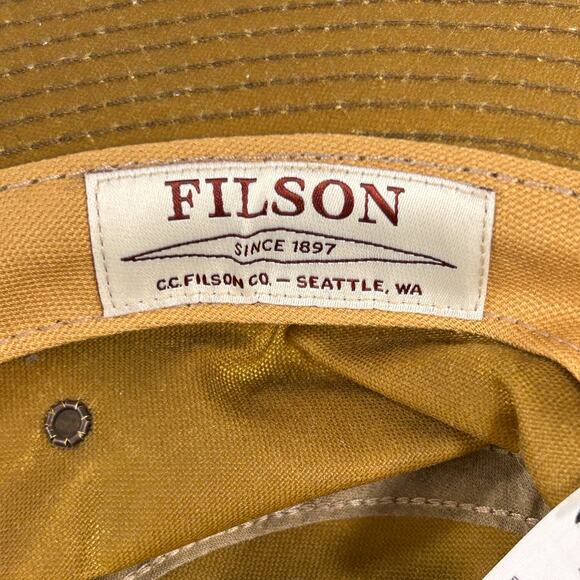 FILSON
SINCE 1897
C.C. FILSON CO. — SEATTLE, WA